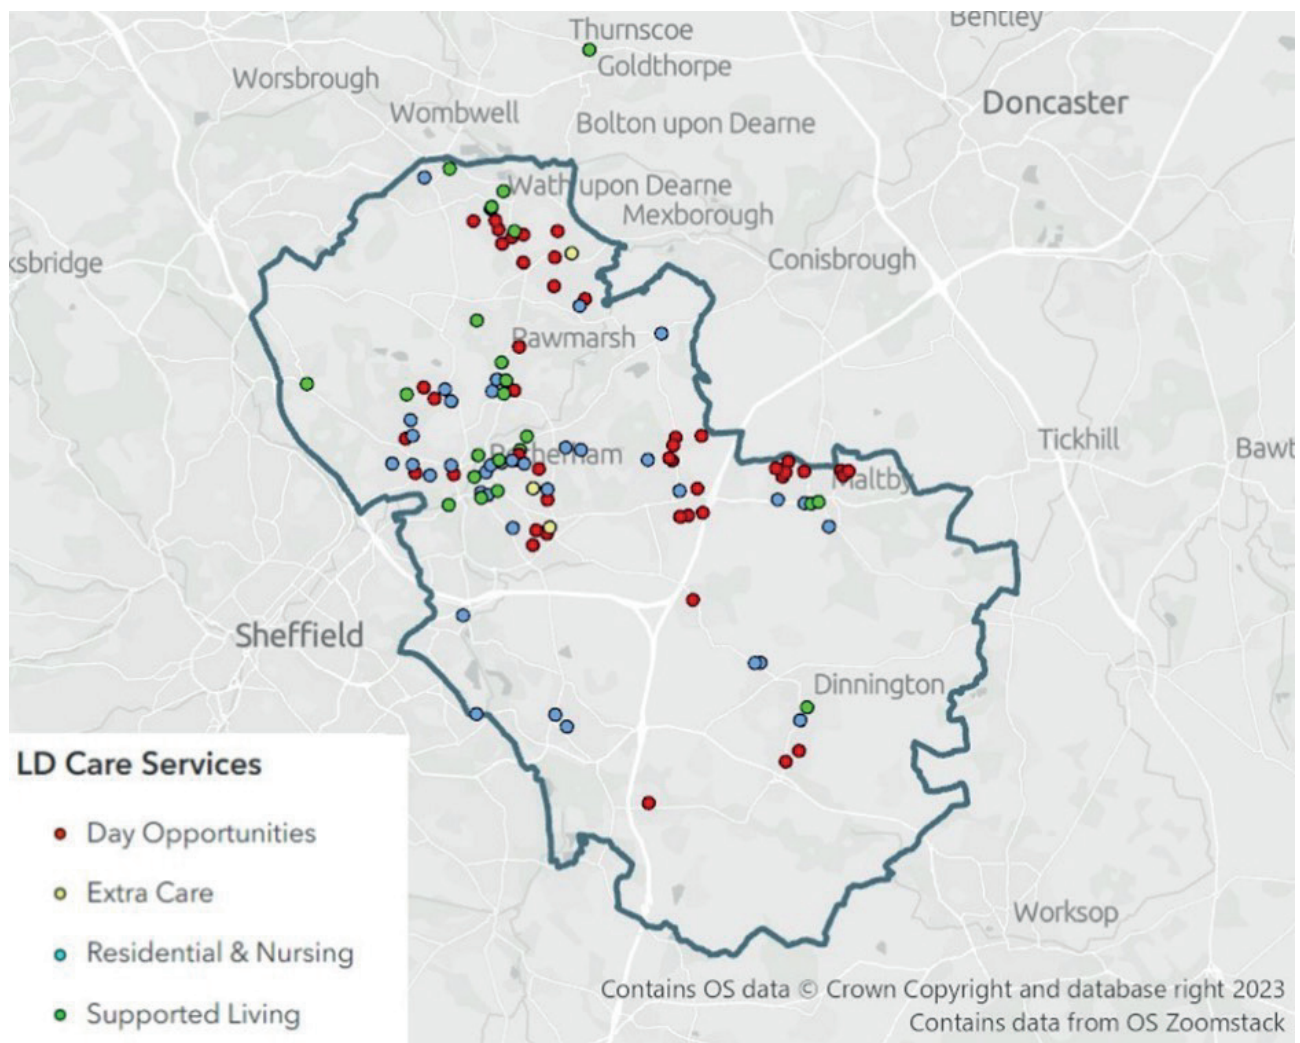 Bentley
Thurnscoe
Goldthorpe
Worsbrough
Doncaster
Wombwell
Bolton upon Dearne
Wath upon Dearne
Mexborough
ksbridge
Conisbrough
Rawmarsh
Tickhill
Bawt
Rotherham
Maltby
Sheffield
Dinnington
LD Care Services
Day Opportunities
Extra Care
Residential & Nursing
Supported Living
Worksop
Contains OS data © Crown Copyright and database right 2023
Contains data from OS Zoomstack